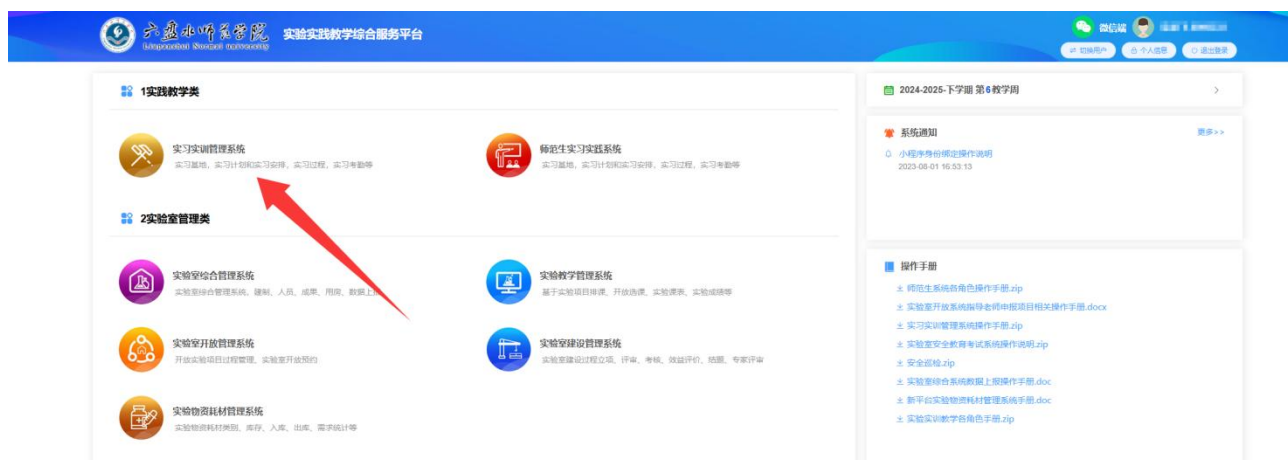 六盘水师范学院
Liupanshui Normal university
实验实践教学综合服务平台
微信端
切换用户
个人信息
退出登录
1实践教学类
实习实训管理系统
实习基地，实习计划和实习安排，实习过程，实习考勤等
师范生实习实践系统
实习基地，实习计划和实习安排，实习过程，实习考勤等
2实验室管理类
实验室综合管理系统
实验室综合管理系统、建制、人员、成果、用房、数据上报
实验教学管理系统
基于实验项目排课、开放选课、实验课表、实验成绩等
实验室开放管理系统
开放实验项目过程管理，实验室开放预约
实验室建设管理系统
实验室建设过程立项、评审、考核、效益评价、结题、专家评审
实验物资耗材管理系统
实验物资耗材类别、库存、入库、出库、需求统计等
2024-2025-下学期 第6教学周
系统通知
更多>>
小程序身份绑定操作说明
2023-08-01 16:53:13
操作手册
师范生系统各角色操作手册.zip
实验室开放系统指导老师申报项目相关操作手册.docx
实习实训管理系统操作手册.zip
实验室安全教育考试系统操作说明.zip
安全巡检.zip
实验室综合系统数据上报操作手册.doc
新平台实验物资耗材管理系统手册.doc
实验实训教学各角色手册.zip